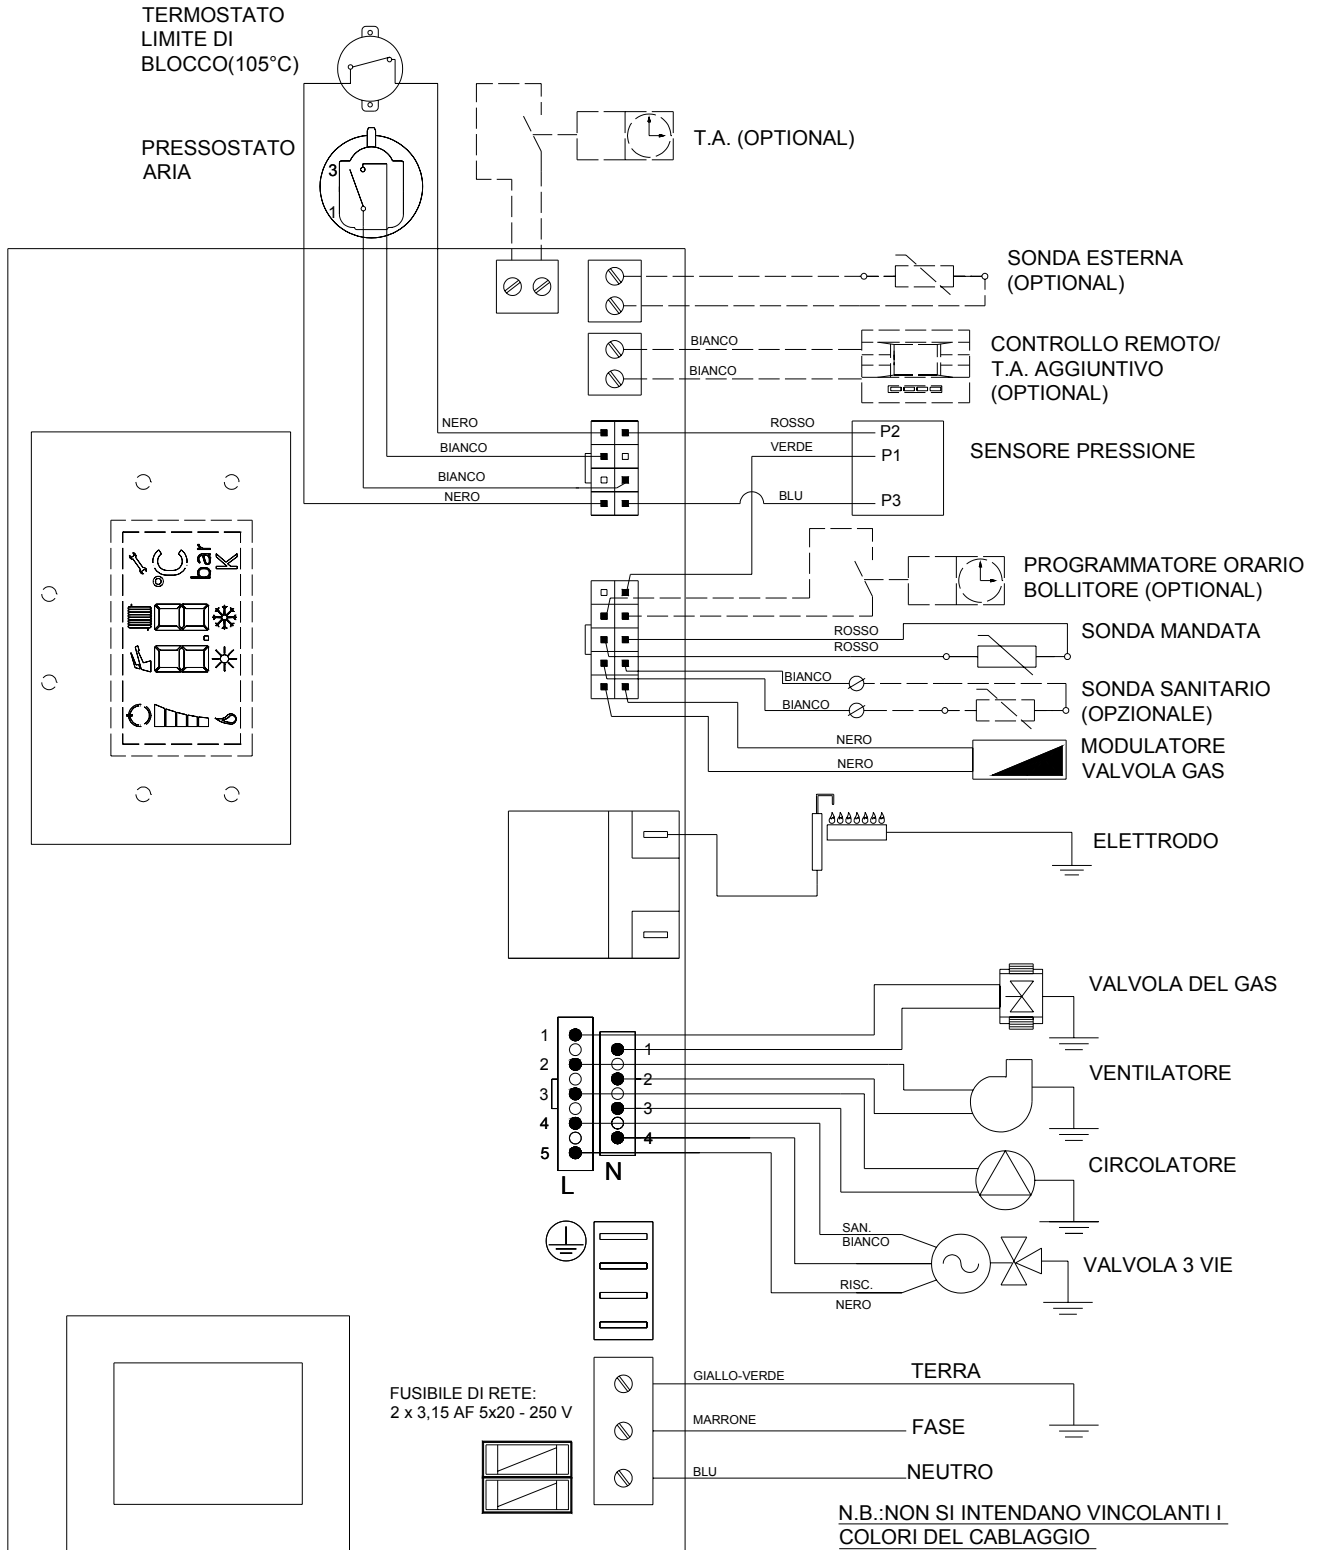 TERMOSTATO
LIMITE DI
BLOCCO(105°C)
PRESSOSTATO
ARIA
3
1
T.A. (OPTIONAL)
SONDA ESTERNA
(OPTIONAL)
BIANCO
BIANCO
CONTROLLO REMOTO/
T.A. AGGIUNTIVO
(OPTIONAL)
NERO
BIANCO
BIANCO
NERO
ROSSO
VERDE
BLU
P2
P1
P3
SENSORE PRESSIONE
°C
bar
K
PROGRAMMATORE ORARIO
BOLLITORE (OPTIONAL)
ROSSO
ROSSO
SONDA MANDATA
BIANCO
BIANCO
SONDA SANITARIO
(OPZIONALE)
NERO
NERO
MODULATORE
VALVOLA GAS
ELETTRODO
VALVOLA DEL GAS
1
2
3
4
5
L
1
2
3
4
N
VENTILATORE
CIRCOLATORE
SAN.
BIANCO
RISC.
NERO
VALVOLA 3 VIE
FUSIBILE DI RETE:
2 x 3,15 AF 5x20 - 250 V
GIALLO-VERDE
TERRA
MARRONE
FASE
BLU
NEUTRO
N.B.:NON SI INTENDANO VINCOLANTI I
COLORI DEL CABLAGGIO